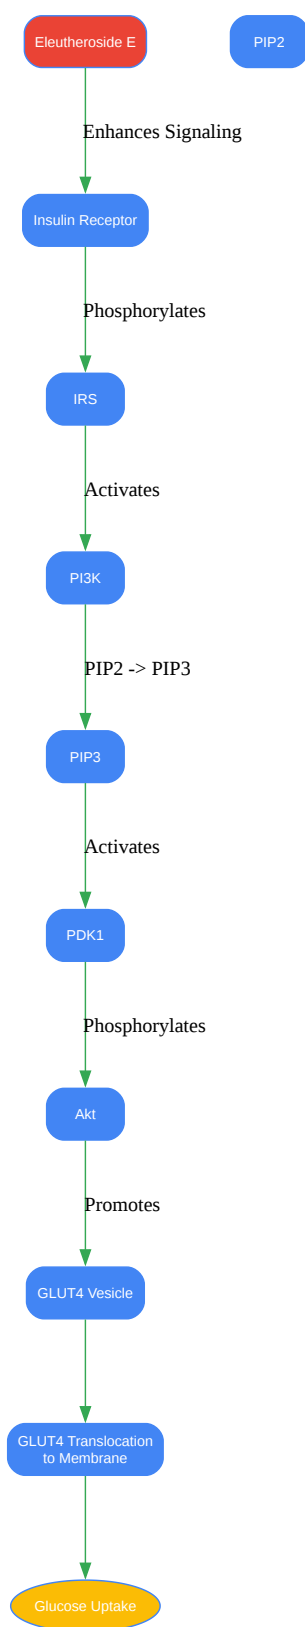 Eleutheroside E
PIP2
Enhances Signaling
Insulin Receptor
Phosphorylates
IRS
Activates
PI3K
PIP2 -> PIP3
PIP3
Activates
PDK1
Phosphorylates
Akt
Promotes
GLUT4 Vesicle
GLUT4 Translocation
to Membrane
Glucose Uptake